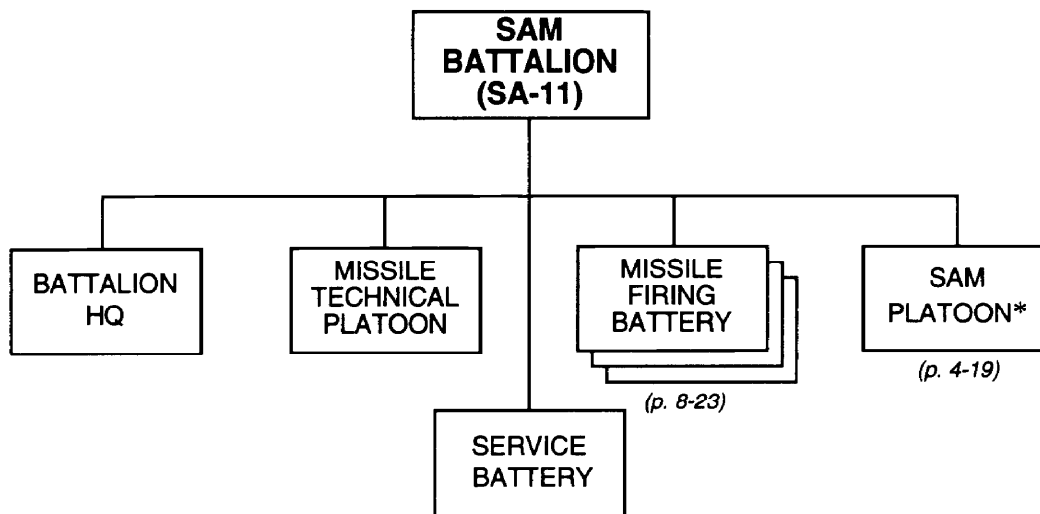 SAM
BATTALION
(SA-11)
BATTALION
HQ
MISSILE
TECHNICAL
PLATOON
MISSILE
FIRING
BATTERY
(p. 8-23)
SAM
PLATOON*
(p. 4-19)
SERVICE
BATTERY